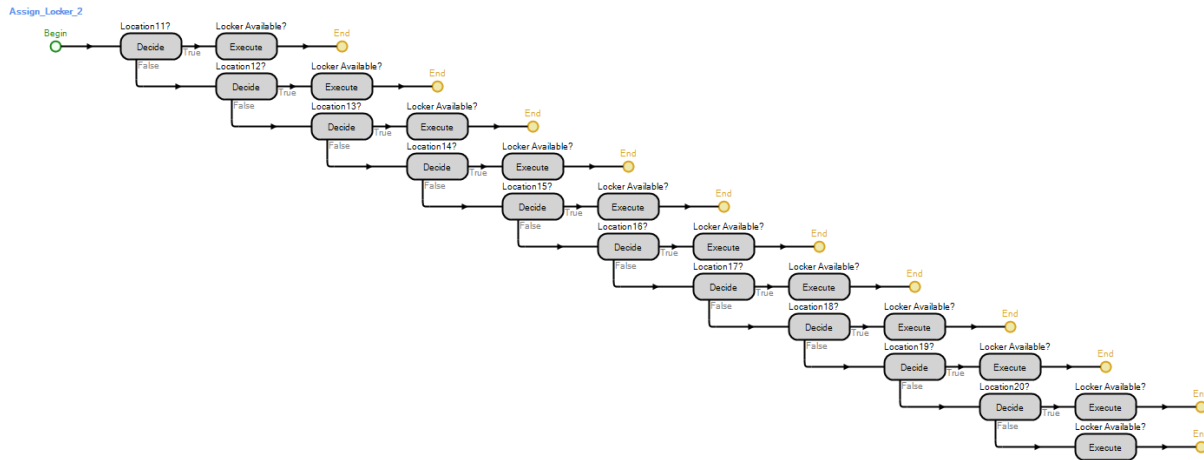 Assign_Locker_2
Begin
Location11?
Decide
True
False
Locker Available?
Execute
End
Location12?
Decide
True
False
Locker Available?
Execute
End
Location13?
Decide
True
False
Locker Available?
Execute
End
Location14?
Decide
True
False
Locker Available?
Execute
End
Location15?
Decide
True
False
Locker Available?
Execute
End
Location16?
Decide
True
False
Locker Available?
Execute
End
Location17?
Decide
True
False
Locker Available?
Execute
End
Location18?
Decide
True
False
Locker Available?
Execute
End
Location19?
Decide
True
False
Locker Available?
Execute
End
Location20?
Decide
True
False
Locker Available?
Execute
End
Locker Available?
Execute
End